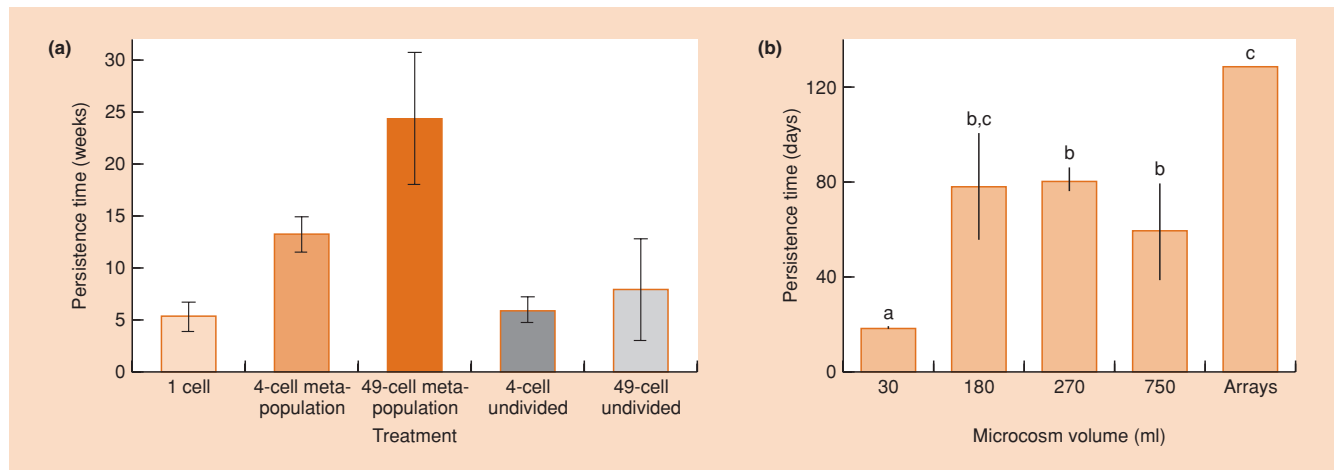 (a)
Persistence time (weeks)
30
25
20
15
10
5
0
1 cell
4-cell meta-
population
49-cell meta-
population
4-cell
undivided
49-cell
undivided
Treatment
(b)
Persistence time (days)
120
80
40
0
a
b,c
b
b
c
30
180
270
750
Arrays
Microcosm volume (ml)